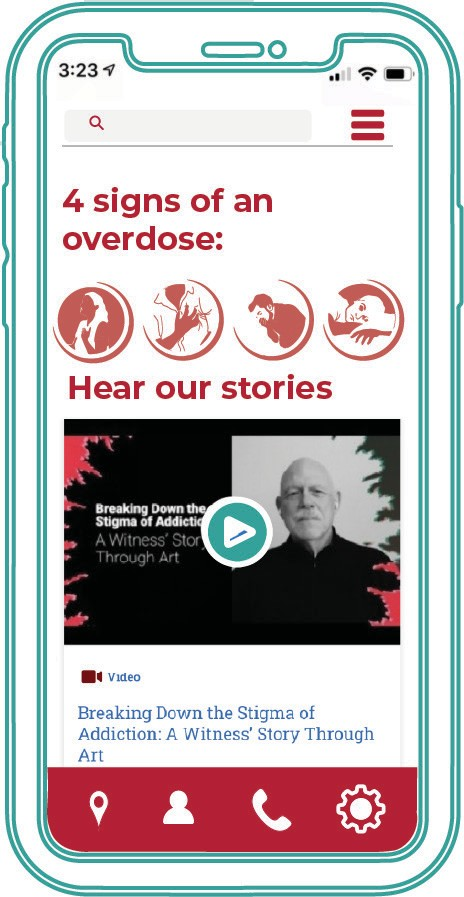 3:23
4 signs of an
overdose:
Hear our stories
Breaking Down the
Stigma of Addiction
A Witness' Story
Through Art
Video
Breaking Down the Stigma of
Addiction: A Witness' Story Through
Art